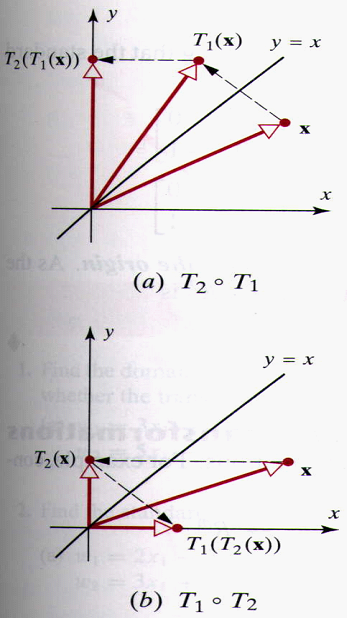 y
T₁(x)
y = x
T₂(T₁(x))
x
x
(a) T₂ ∘ T₁
y
y = x
T₂(x)
x
x
T₁(T₂(x))
(b) T₁ ∘ T₂